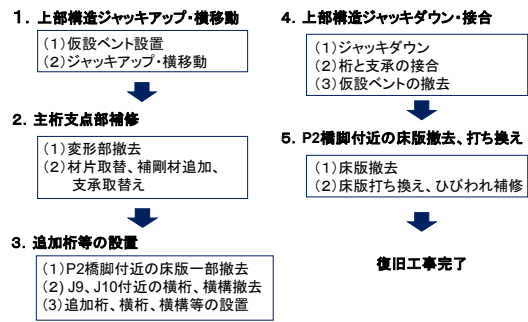 1．上部構造ジャッキアップ・横移動
（1）仮設ベント設置
（2）ジャッキアップ・横移動
2．主桁支点部補修
（1）変形部撤去
（2）材片取替、補剛材追加、
支承取替え
3．追加桁等の設置
（1）P2橋脚付近の床版一部撤去
（2）J9、J10付近の横桁、横構撤去
（3）追加桁、横桁、横構等の設置
4．上部構造ジャッキダウン・接合
（1）ジャッキダウン
（2）桁と支承の接合
（3）仮設ベントの撤去
5．P2橋脚付近の床版撤去、打ち換え
（1）床版撤去
（2）床版打ち換え、ひびわれ補修
復旧工事完了